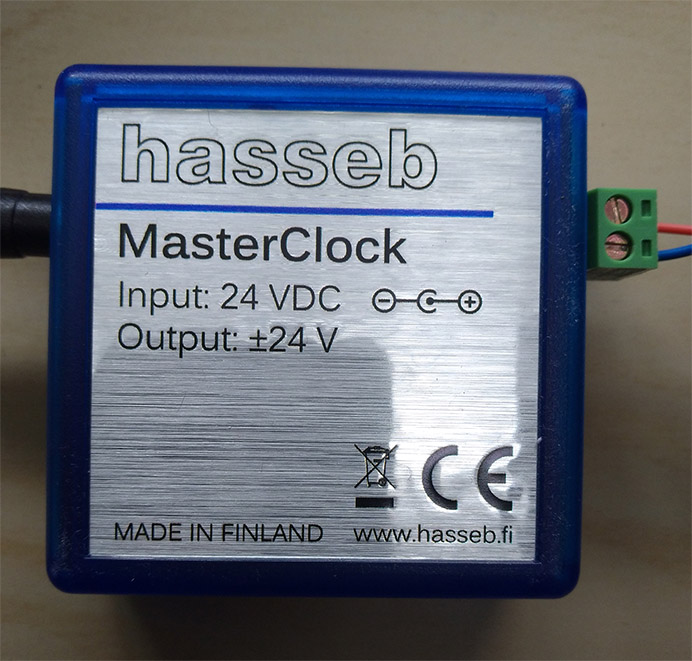 hasseb
MasterClock
Input: 24 VDC
Output: ±24 V
CE
MADE IN FINLAND www.hasseb.fi